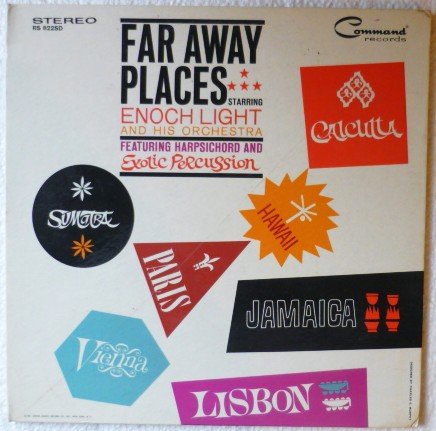 STEREO
RS 822SD
FAR AWAY
PLACES...
STARRING
ENOCH LIGHT
AND HIS ORCHESTRA
FEATURING HARPSICHORD AND
Exotic Percussion
Command
records
CALCUTTA
SUMATRA
HAWAII
PARIS
JAMAICA
Vienna
LISBON